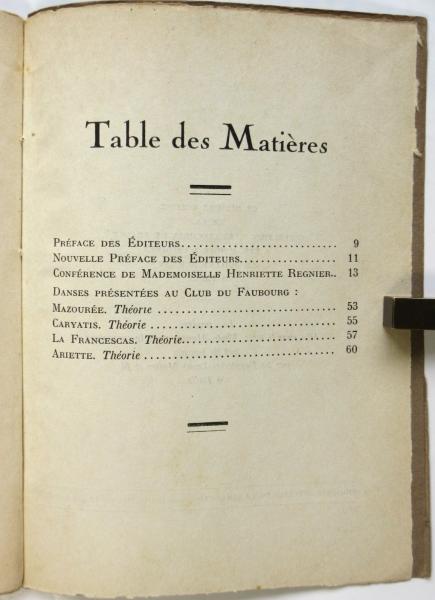 Table des Matières
Préface des Éditeurs........................... 9
Nouvelle Préface des Éditeurs................ 11
Conférence de Mademoiselle Henriette Regnier.. 13
Danses présentées au Club du Faubourg :
Mazourée. Théorie ............................... 53
Caryatis. Théorie ................................ 55
La Francescas. Théorie.......................... 57
Ariette. Théorie ................................. 60